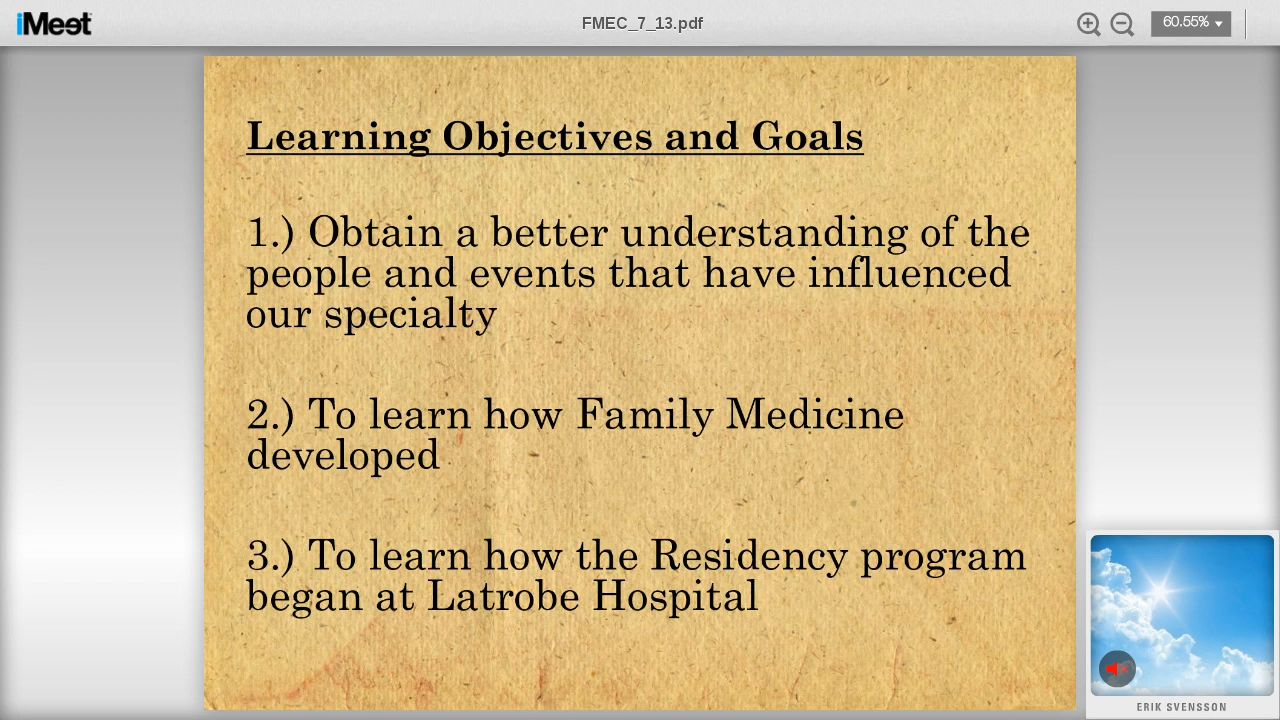 iMeet
FMEC_7_13.pdf
60.55%
Learning Objectives and Goals
1.) Obtain a better understanding of the
people and events that have influenced
our specialty
2.) To learn how Family Medicine
developed
3.) To learn how the Residency program
began at Latrobe Hospital
ERIK SVENSSON